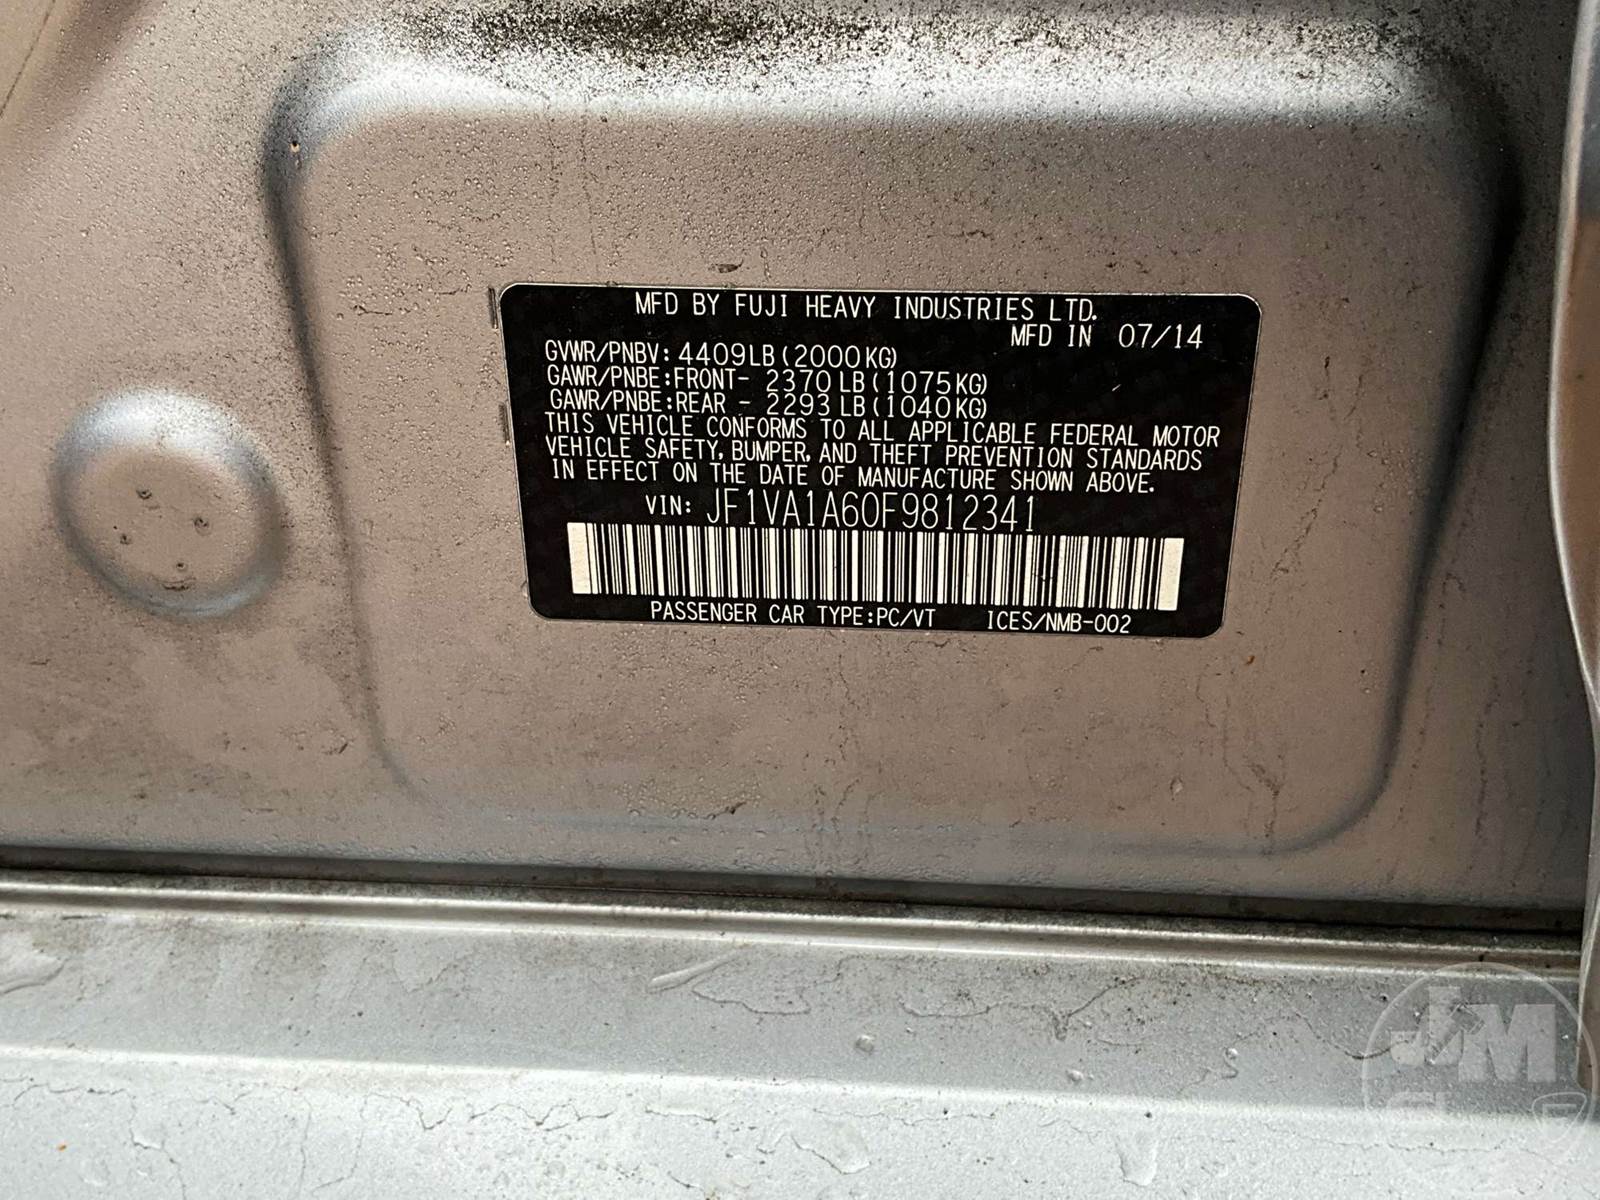 MFD BY FUJI HEAVY INDUSTRIES LTD.
MFD IN 07/14
GVWR/PNBV: 4409LB(2000KG)
GAWR/PNBE:FRONT- 2370LB(1075KG)
GAWR/PNBE:REAR - 2293LB(1040KG)
THIS VEHICLE CONFORMS TO ALL APPLICABLE FEDERAL MOTOR
VEHICLE SAFETY, BUMPER, AND THEFT PREVENTION STANDARDS
IN EFFECT ON THE DATE OF MANUFACTURE SHOWN ABOVE.
VIN: JF1VA1A60F9812341
PASSENGER CAR TYPE:PC/VT ICES/NMB-002
J/M